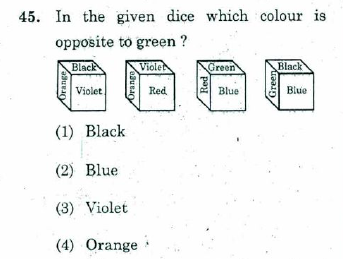 45. In the given dice which colour is
opposite to green ?
Black Violet Green Black
Orange Violet Orange Red Red Blue Green Blue
(1) Black
(2) Blue
(3) Violet
(4) Orange